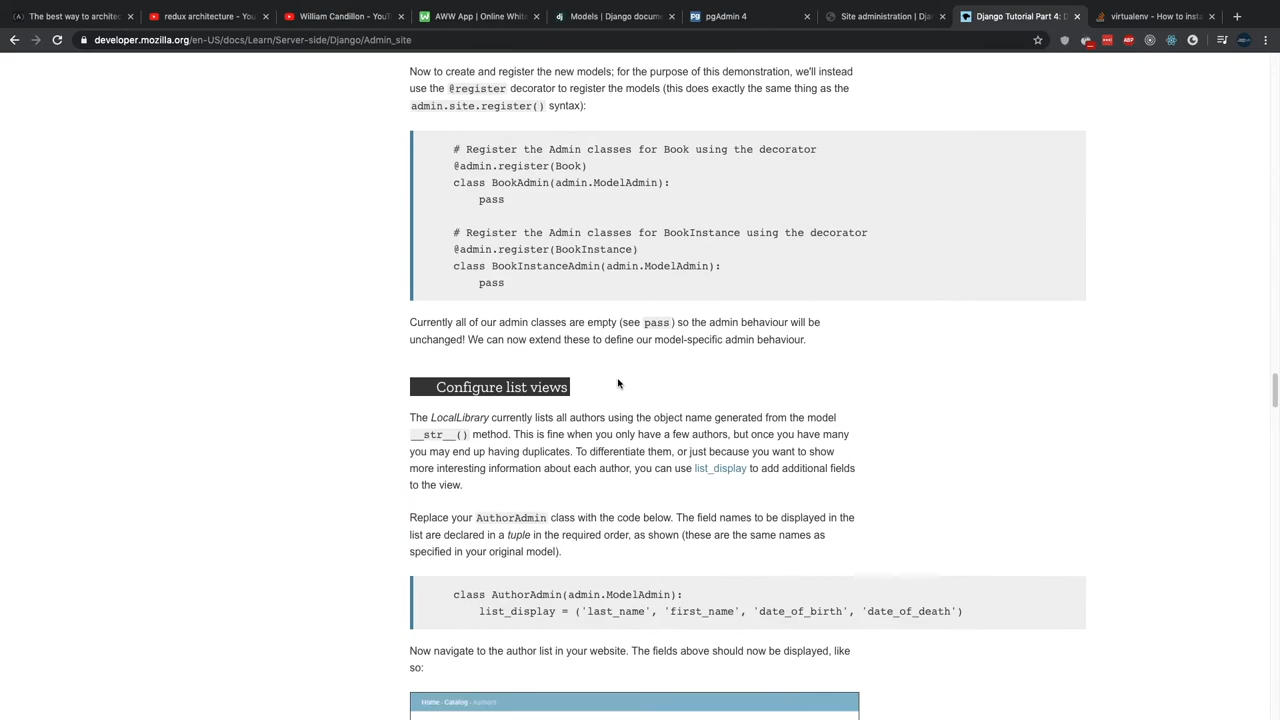 The best way to architec
redux architecture - You
William Candillon - YouT
AWW App | Online White
Models | Django docume
pgAdmin 4
Site administration | Djan
Django Tutorial Part 4: D
virtualenv - How to insta
developer.mozilla.org/en-US/docs/Learn/Server-side/Django/Admin_site
Now to create and register the new models; for the purpose of this demonstration, we'll instead
use the @register decorator to register the models (this does exactly the same thing as the
admin.site.register() syntax):
# Register the Admin classes for Book using the decorator
@admin.register(Book)
class BookAdmin(admin.ModelAdmin):
pass
# Register the Admin classes for BookInstance using the decorator
@admin.register(BookInstance)
class BookInstanceAdmin(admin.ModelAdmin):
pass
Currently all of our admin classes are empty (see pass) so the admin behaviour will be
unchanged! We can now extend these to define our model-specific admin behaviour.
Configure list views
The LocalLibrary currently lists all authors using the object name generated from the model
__str__() method. This is fine when you only have a few authors, but once you have many
you may end up having duplicates. To differentiate them, or just because you want to show
more interesting information about each author, you can use list_display to add additional fields
to the view.
Replace your AuthorAdmin class with the code below. The field names to be displayed in the
list are declared in a tuple in the required order, as shown (these are the same names as
specified in your original model).
class AuthorAdmin(admin.ModelAdmin):
list_display = ('last_name', 'first_name', 'date_of_birth', 'date_of_death')
Now navigate to the author list in your website. The fields above should now be displayed, like
so:
Home › Catalog › Authors